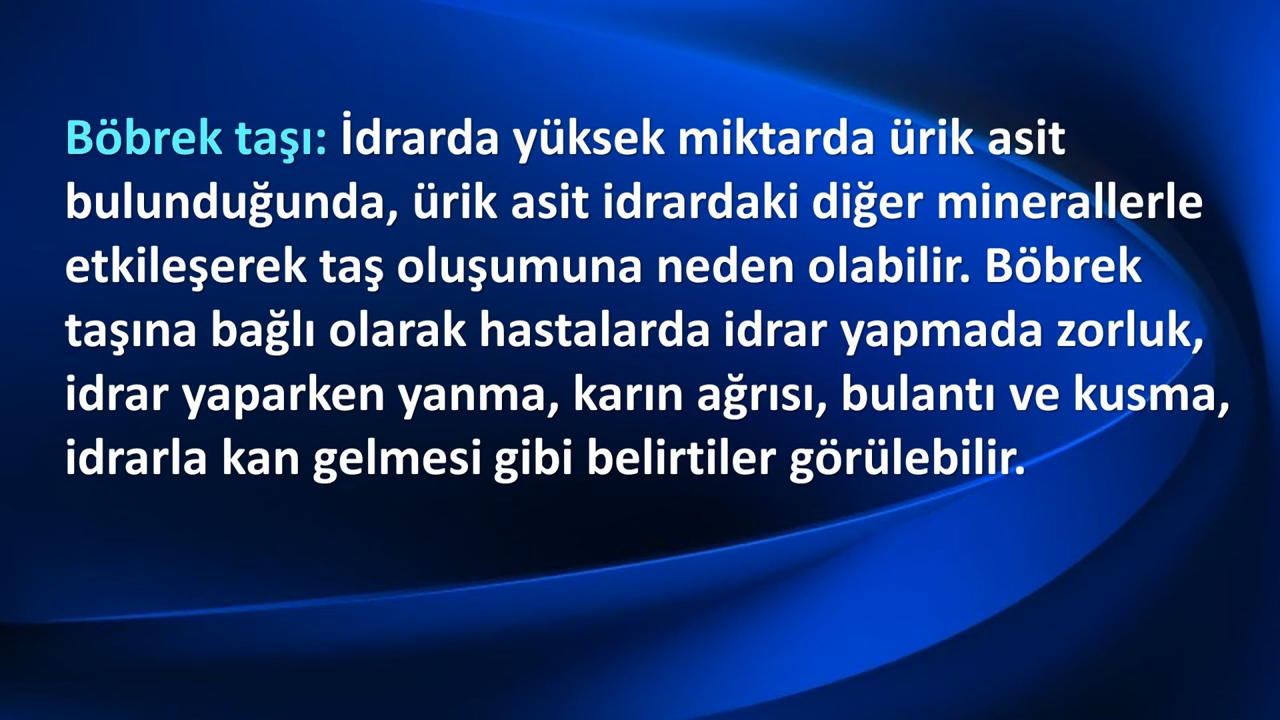 Böbrek taşı: İdrarda yüksek miktarda ürik asit
bulunduğunda, ürik asit idrardaki diğer minerallerle
etkileşerek taş oluşumuna neden olabilir. Böbrek
taşına bağlı olarak hastalarda idrar yapmada zorluk,
idrar yaparken yanma, karın ağrısı, bulantı ve kusma,
idrarla kan gelmesi gibi belirtiler görülebilir.